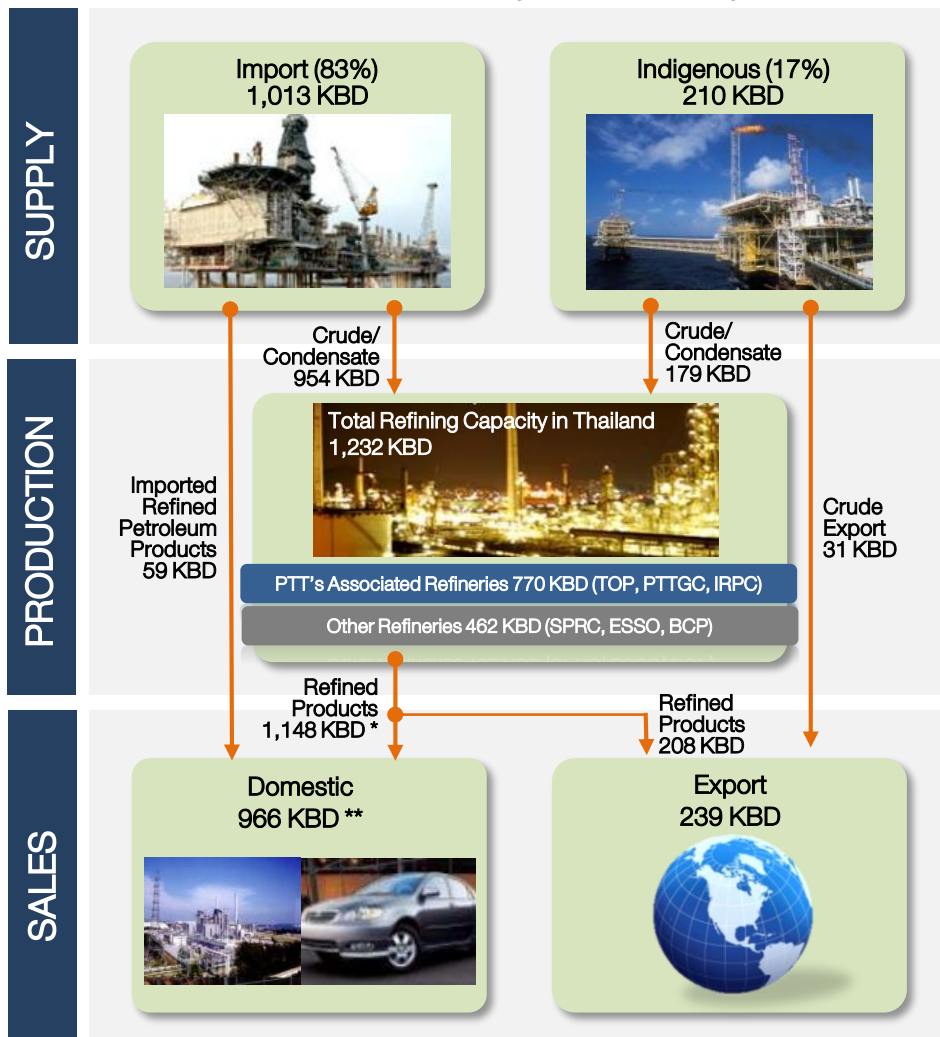 SUPPLY
Import (83%)
1,013 KBD
Indigenous (17%)
210 KBD
Crude/
Condensate
954 KBD
Crude/
Condensate
179 KBD
PRODUCTION
Total Refining Capacity in Thailand
1,232 KBD
Imported
Refined
Petroleum
Products
59 KBD
Crude
Export
31 KBD
PTT's Associated Refineries 770 KBD (TOP, PTTGC, IRPC)
Other Refineries 462 KBD (SPRC, ESSO, BCP)
Refined
Products
1,148 KBD *
Refined
Products
208 KBD
SALES
Domestic
966 KBD **
Export
239 KBD